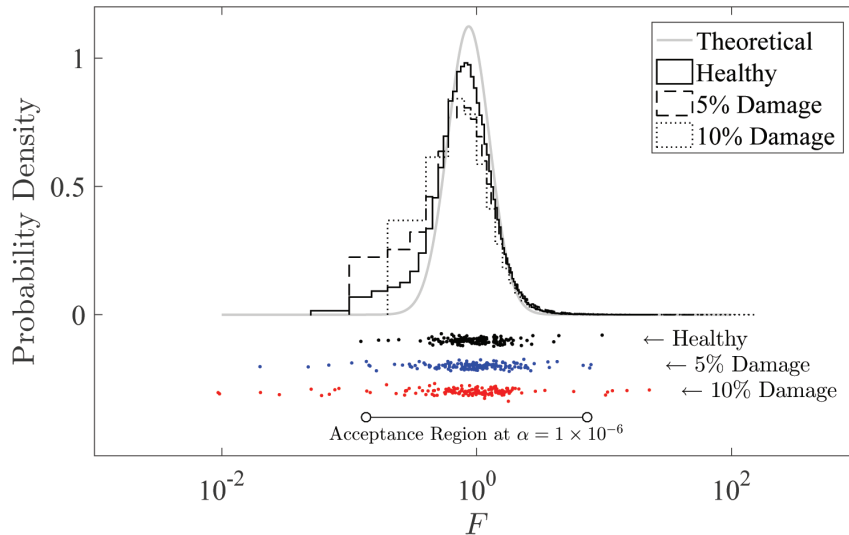 Theoretical
Healthy
5% Damage
10% Damage
1
0.5
0
Probability Density
← Healthy
← 5% Damage
← 10% Damage
Acceptance Region at α = 1 × 10⁻⁶
10⁻² 10⁰ 10²
F